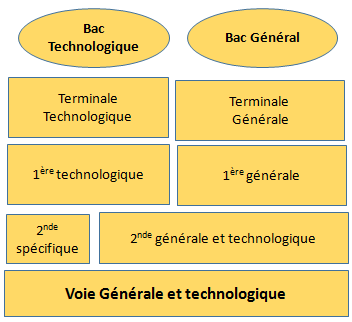 Bac
Technologique
Bac Général
Terminale
Technologique
Terminale
Générale
1ère technologique
1ère générale
2nde
spécifique
2nde générale et technologique
Voie Générale et technologique